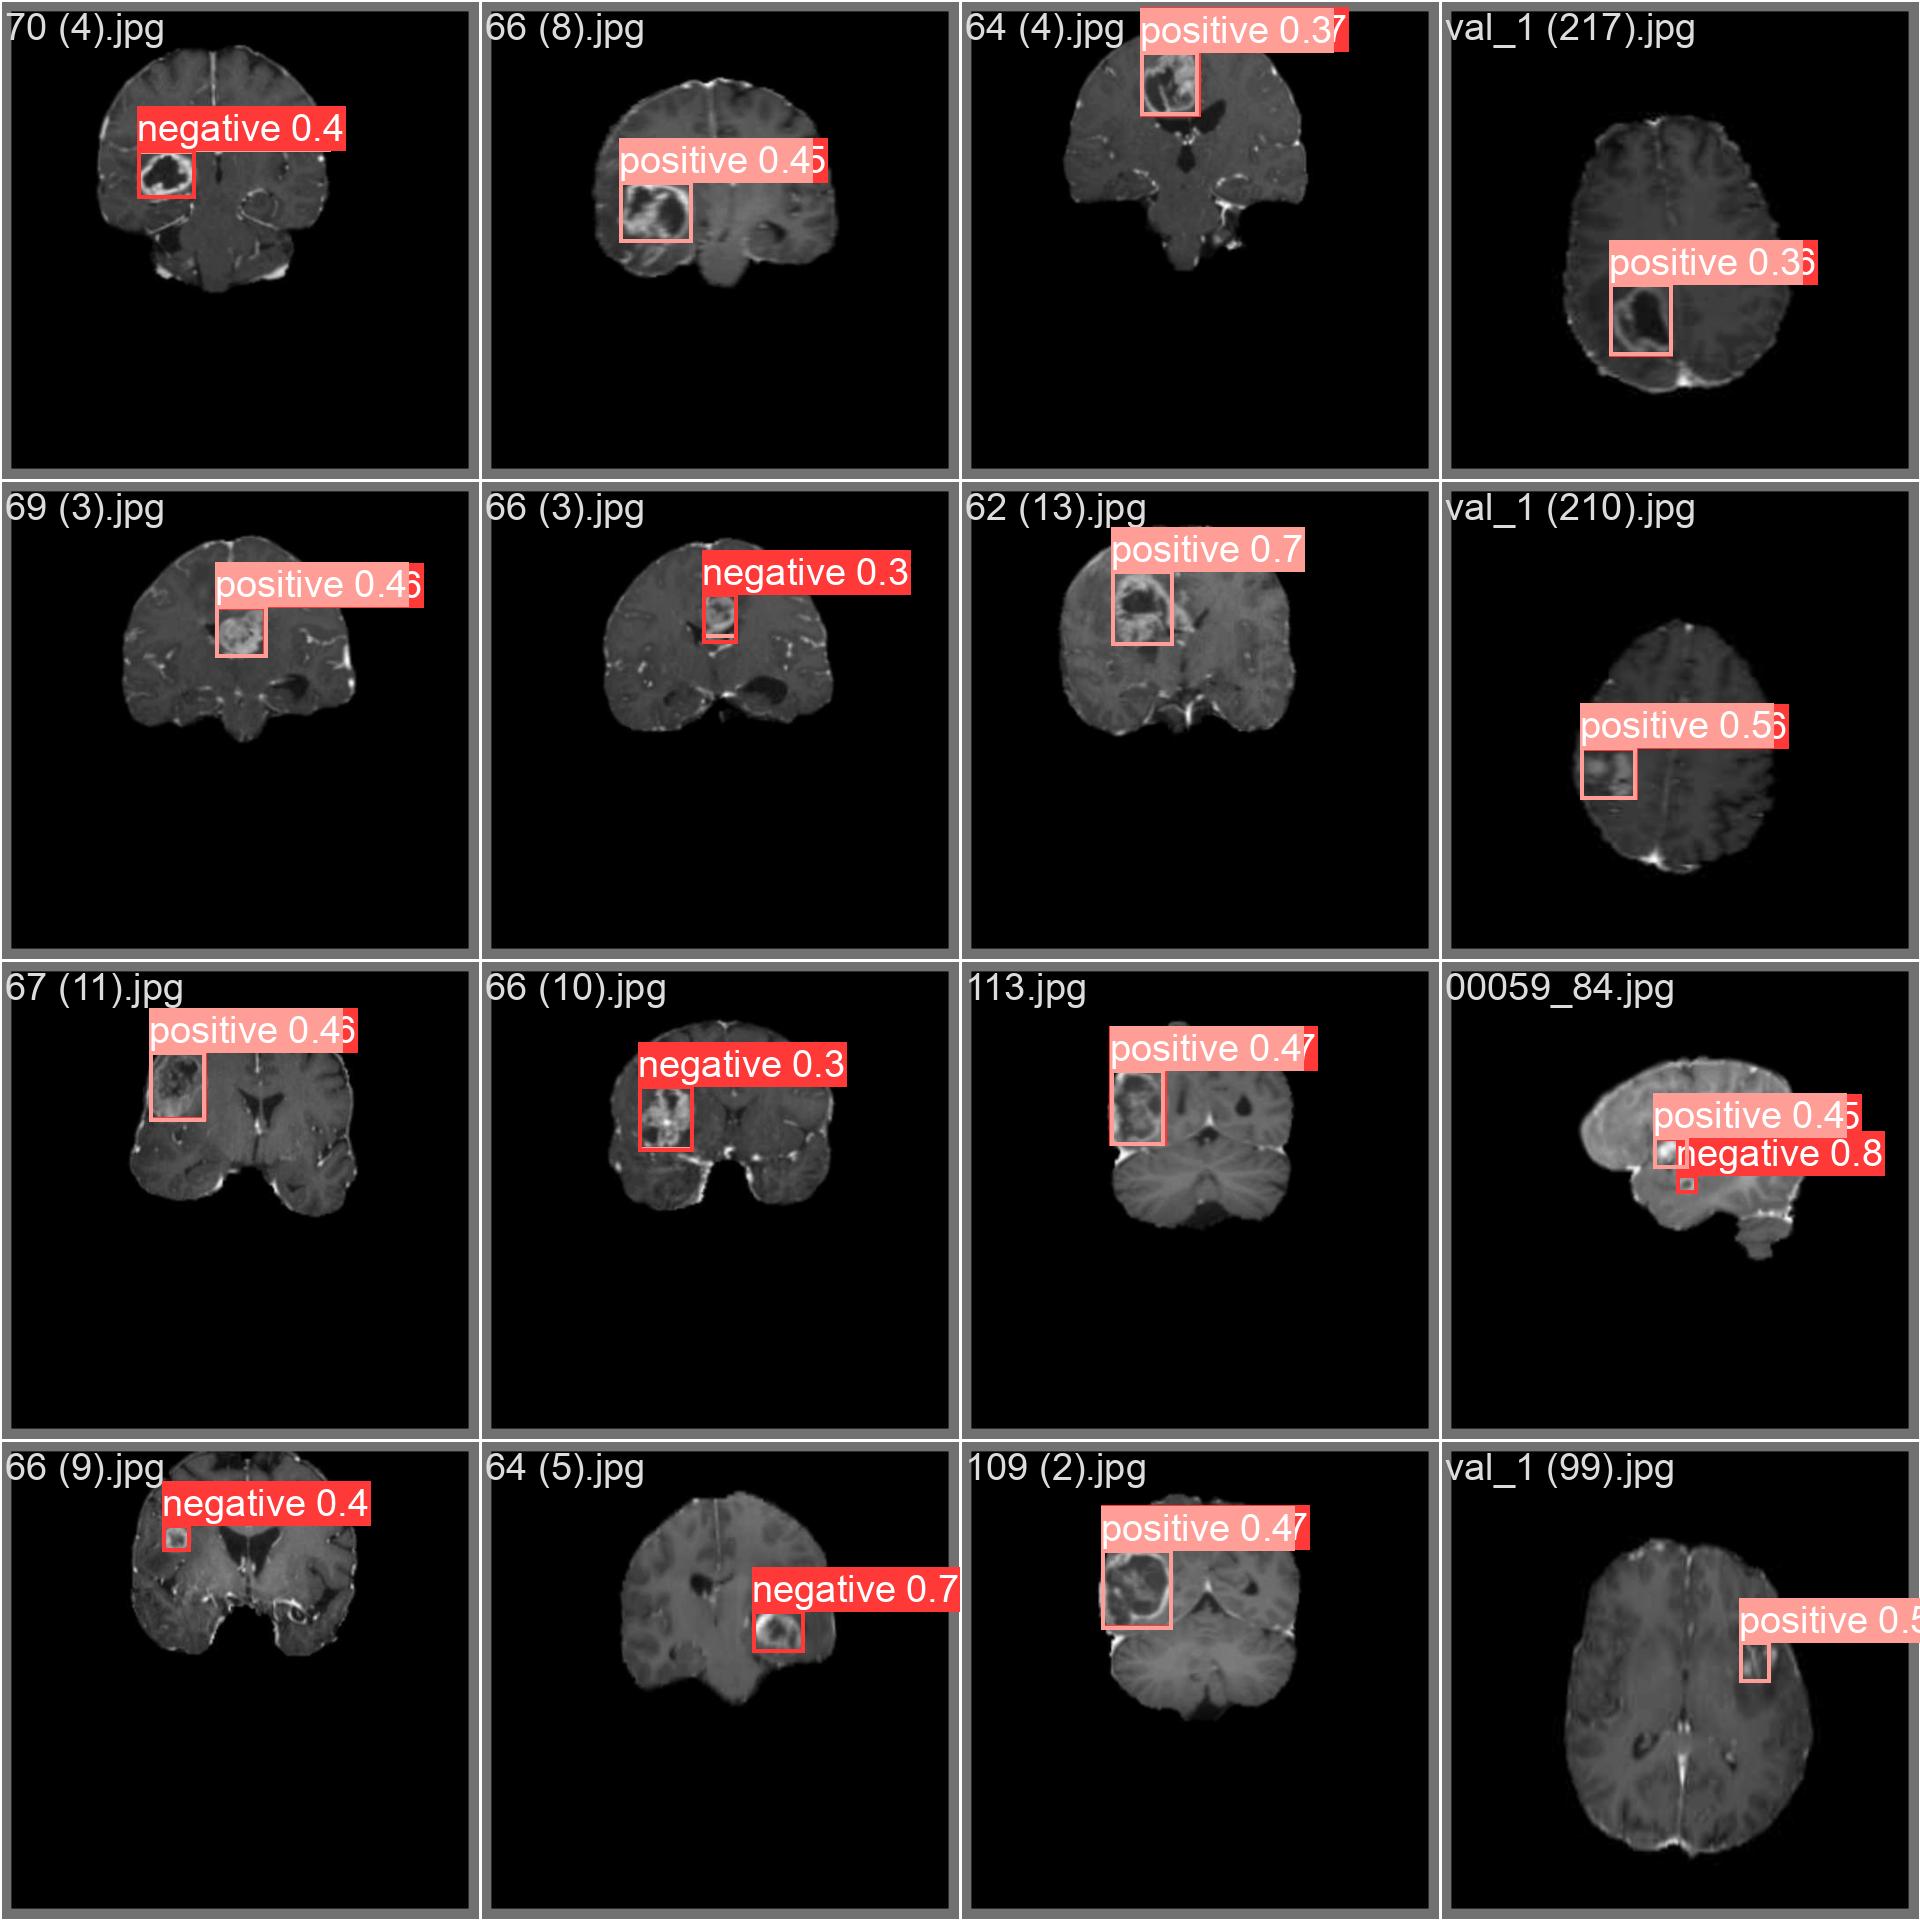 70 (4).jpg
negative 0.4
66 (8).jpg
positive 0.45
64 (4).jpg
positive 0.37
val_1 (217).jpg
positive 0.36
69 (3).jpg
positive 0.46
66 (3).jpg
negative 0.3
62 (13).jpg
positive 0.7
val_1 (210).jpg
positive 0.56
67 (11).jpg
positive 0.46
66 (10).jpg
negative 0.3
113.jpg
positive 0.47
00059_84.jpg
positive 0.45
negative 0.8
66 (9).jpg
negative 0.4
64 (5).jpg
negative 0.7
109 (2).jpg
positive 0.47
val_1 (99).jpg
positive 0.5